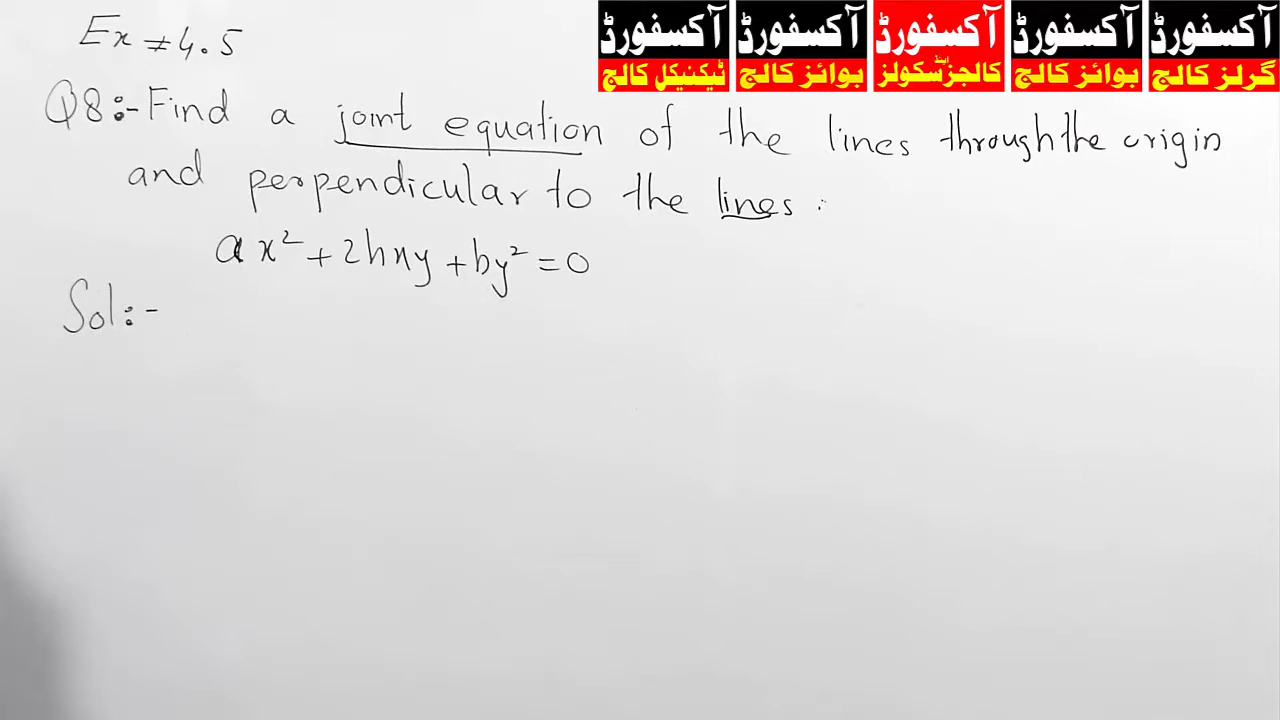 Ex # 4.5
آکسفورڈ آکسفورڈ آکسفورڈ آکسفورڈ آکسفورڈ
گرلز کالج بوائز کالج کالجز اینڈ سکولز بوائز کالج ٹیکنیکل کالج
Q8:- Find a joint equation of the lines through the origin
and perpendicular to the lines :
ax² + 2hxy + by² = 0
Sol:-